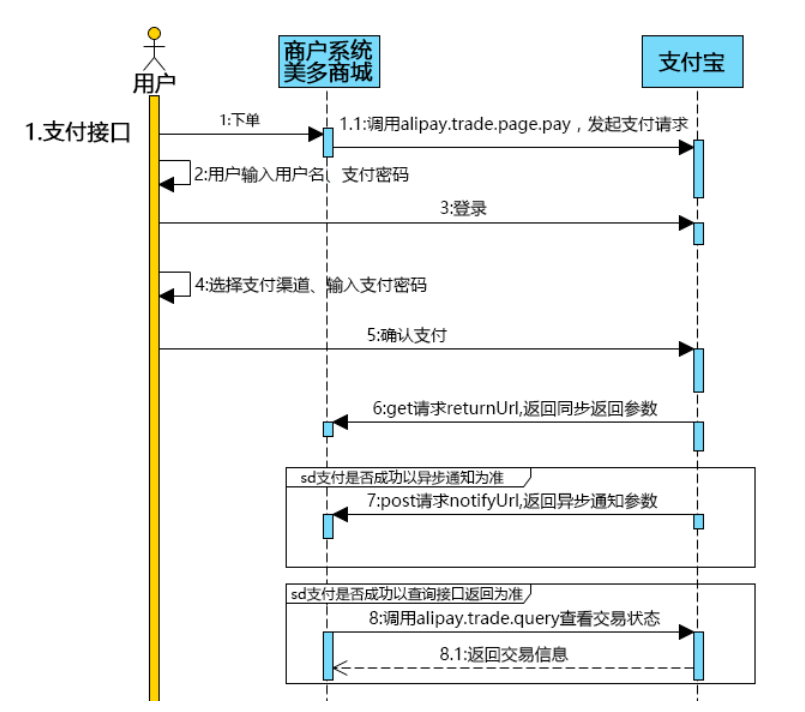 商户系统
美多商城
支付宝
用户
1.支付接口
1:下单
1.1:调用alipay.trade.page.pay，发起支付请求
2:用户输入用户名、支付密码
3:登录
4:选择支付渠道、输入支付密码
5:确认支付
6:get请求returnUrl,返回同步返回参数
sd支付是否成功以异步通知为准
7:post请求notifyUrl,返回异步通知参数
sd支付是否成功以查询接口返回为准
8:调用alipay.trade.query查看交易状态
8.1:返回交易信息